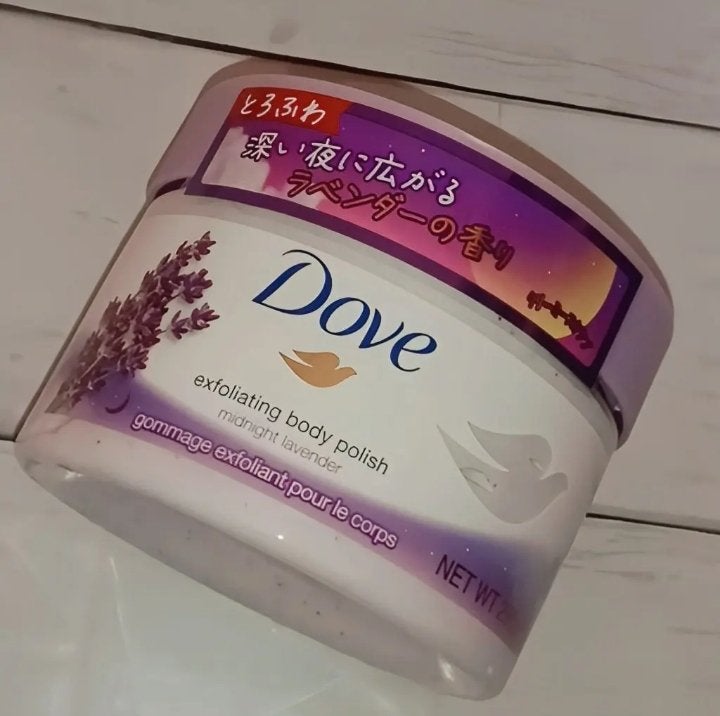 とろふわ
深い夜に広がる
ラベンダーの香り
Dove
exfoliating body polish
midnight lavender
gommage exfoliant pour le corps
NET WT